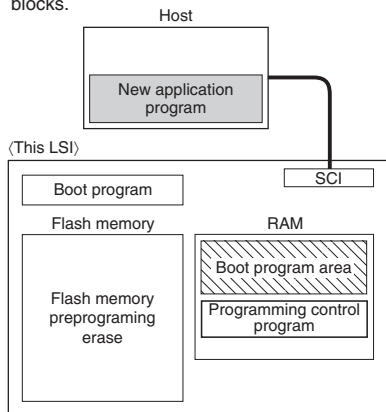 blocks.
Host
New application
program
〈This LSI〉
SCI
Boot program
Flash memory
RAM
Boot program area
Flash memory
preprograming
erase
Programming control
program